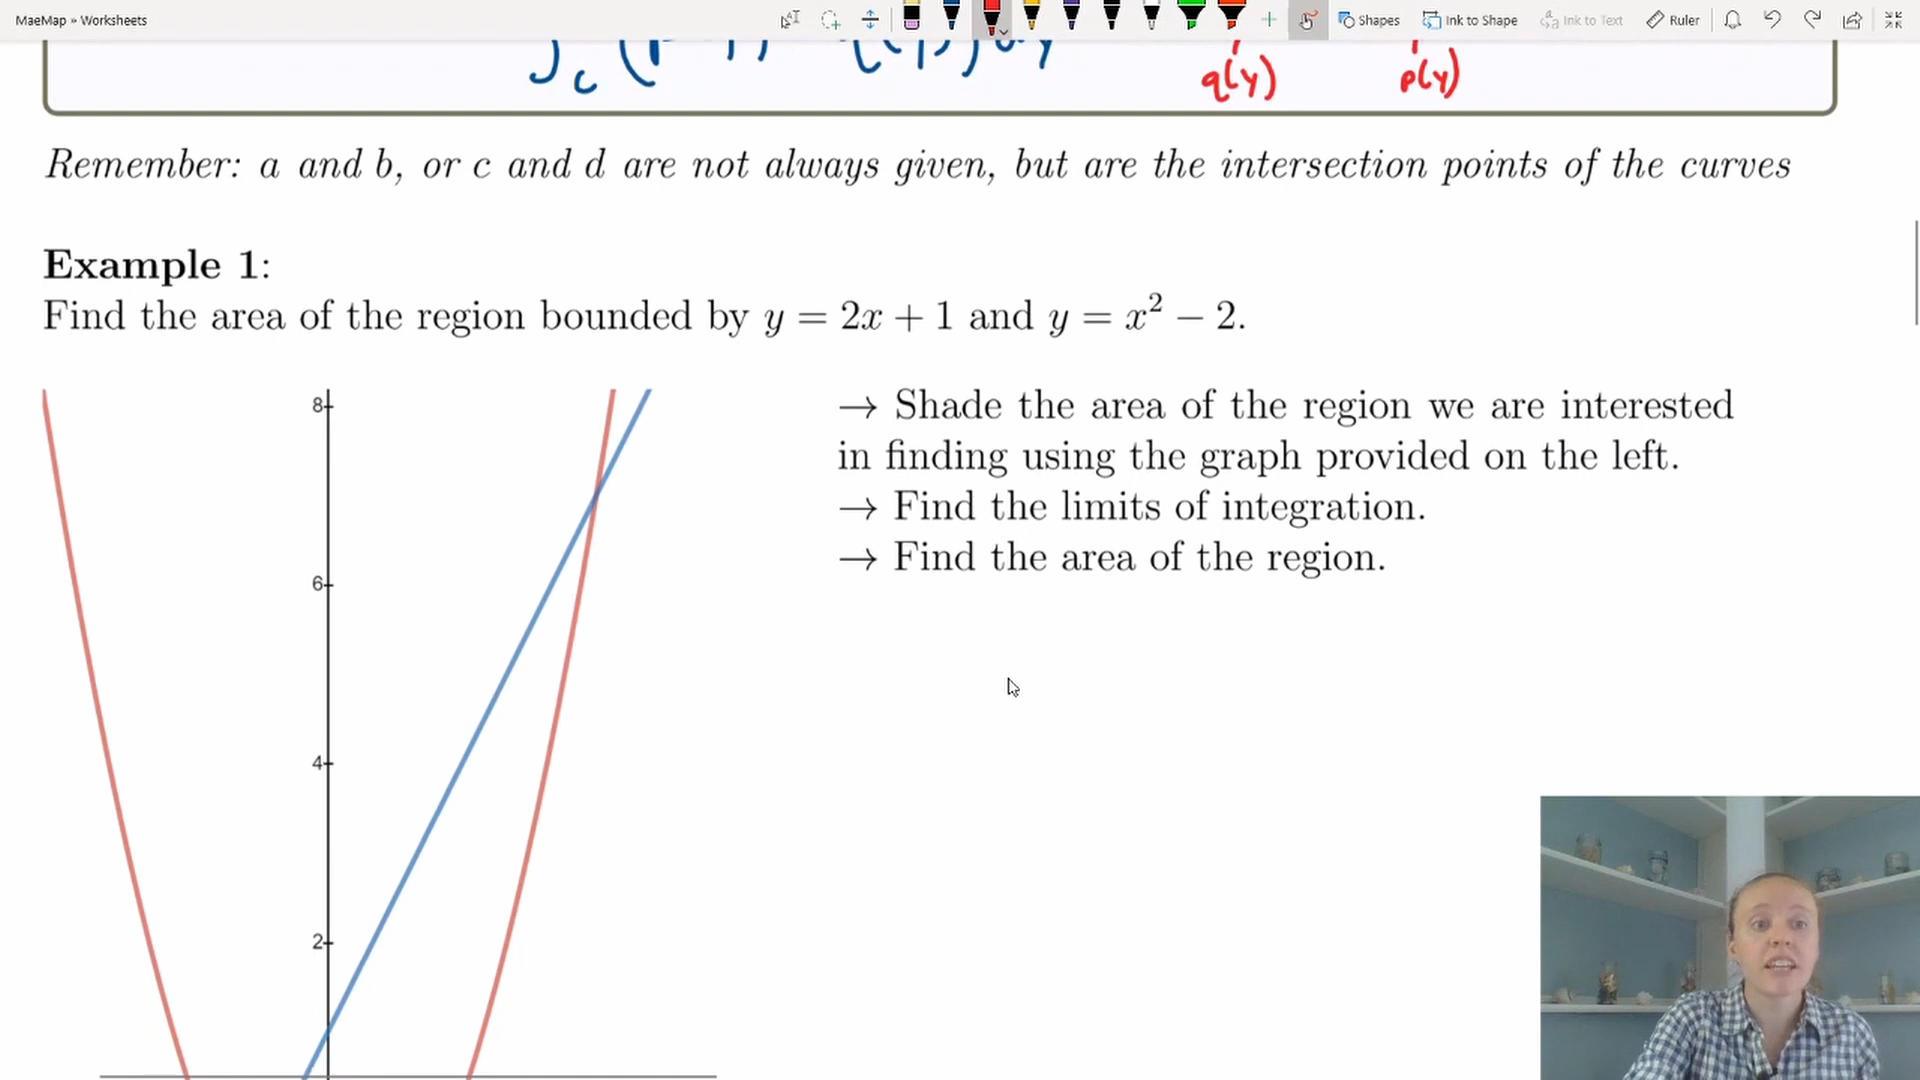 MaeMap » Worksheets
Shapes
Ink to Shape
Ink to Text
Ruler
q(y) p(y)
Remember: a and b, or c and d are not always given, but are the intersection points of the curves
Example 1:
Find the area of the region bounded by y = 2x + 1 and y = x² − 2.
→ Shade the area of the region we are interested
in finding using the graph provided on the left.
→ Find the limits of integration.
→ Find the area of the region.
8
6
4
2